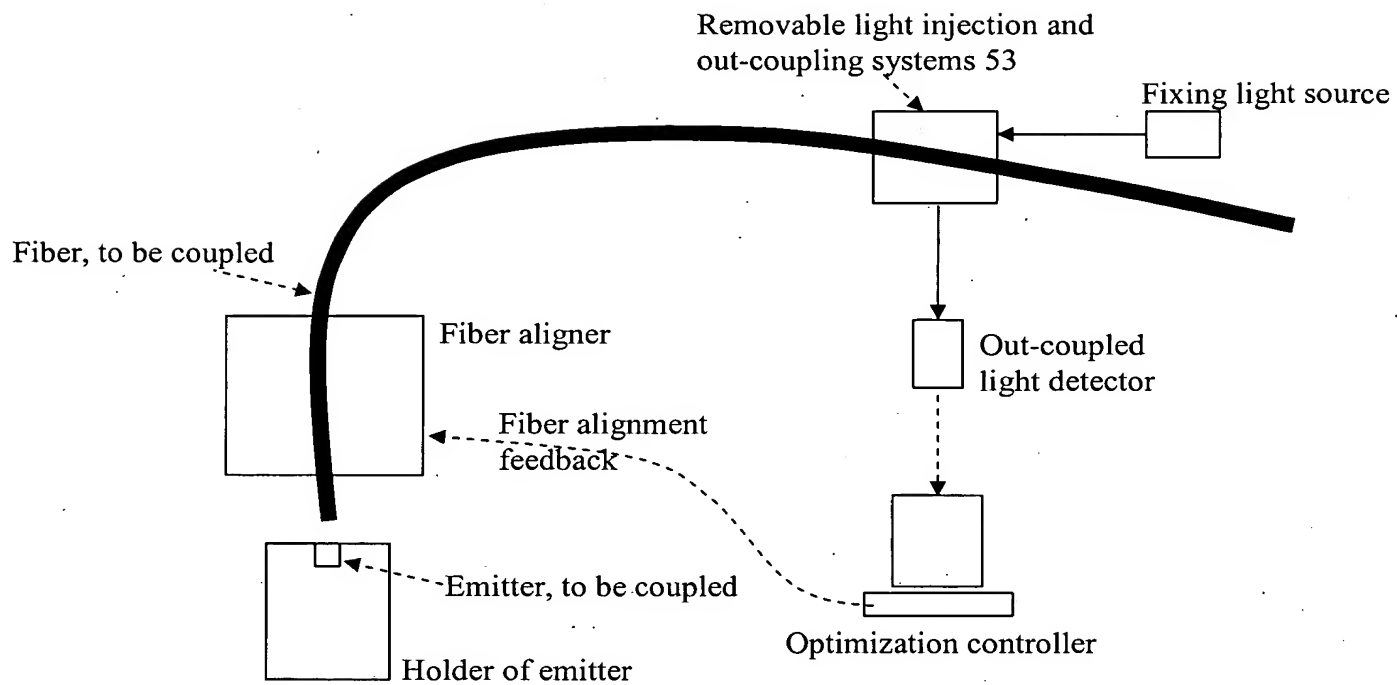 Removable light injection and
out-coupling systems 53
Fixing light source
Fiber, to be coupled
Fiber aligner
Out-coupled
light detector
Fiber alignment
feedback
Emitter, to be coupled
Optimization controller
Holder of emitter